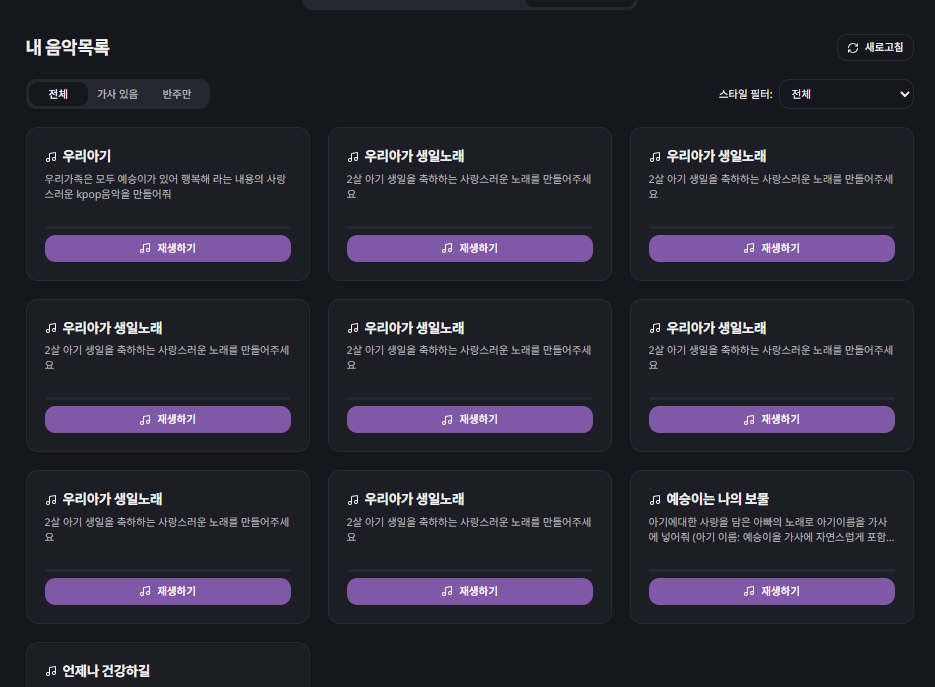 내 음악목록
새로고침
전체 가사 있음 반주만
스타일 필터: 전체
우리아기
우리가족은 모두 예승이가 있어 행복해 라는 내용의 사랑
스러운 kpop음악을 만들어줘
재생하기
우리아가 생일노래
2살 아기 생일을 축하하는 사랑스러운 노래를 만들어주세
요
재생하기
우리아가 생일노래
2살 아기 생일을 축하하는 사랑스러운 노래를 만들어주세
요
재생하기
우리아가 생일노래
2살 아기 생일을 축하하는 사랑스러운 노래를 만들어주세
요
재생하기
우리아가 생일노래
2살 아기 생일을 축하하는 사랑스러운 노래를 만들어주세
요
재생하기
우리아가 생일노래
2살 아기 생일을 축하하는 사랑스러운 노래를 만들어주세
요
재생하기
우리아가 생일노래
2살 아기 생일을 축하하는 사랑스러운 노래를 만들어주세
요
재생하기
우리아가 생일노래
2살 아기 생일을 축하하는 사랑스러운 노래를 만들어주세
요
재생하기
예승이는 나의 보물
아기에대한 사랑을 담은 아빠의 노래로 아기이름을 가사
에 넣어줘 (아기 이름: 예승이을 가사에 자연스럽게 포함...
재생하기
언제나 건강하길